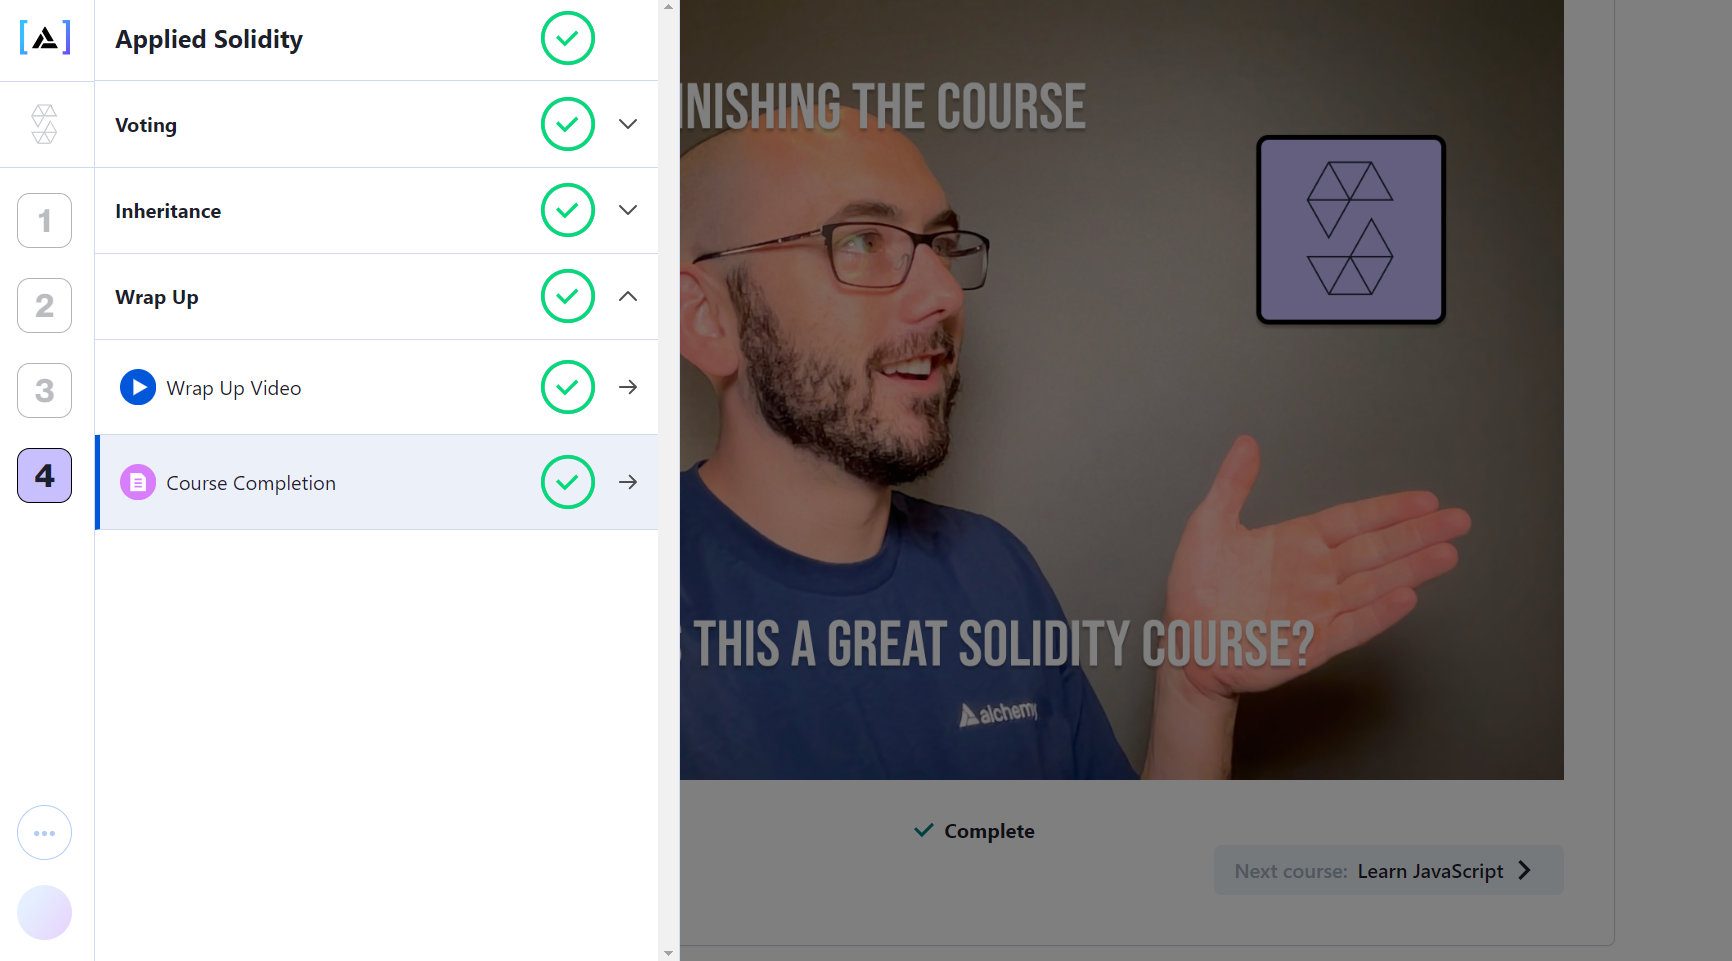 Applied Solidity
Voting
Inheritance
Wrap Up
Wrap Up Video
Course Completion
1
2
3
4
INISHING THE COURSE
THIS A GREAT SOLIDITY COURSE?
alchemy
Complete
Next course: Learn JavaScript